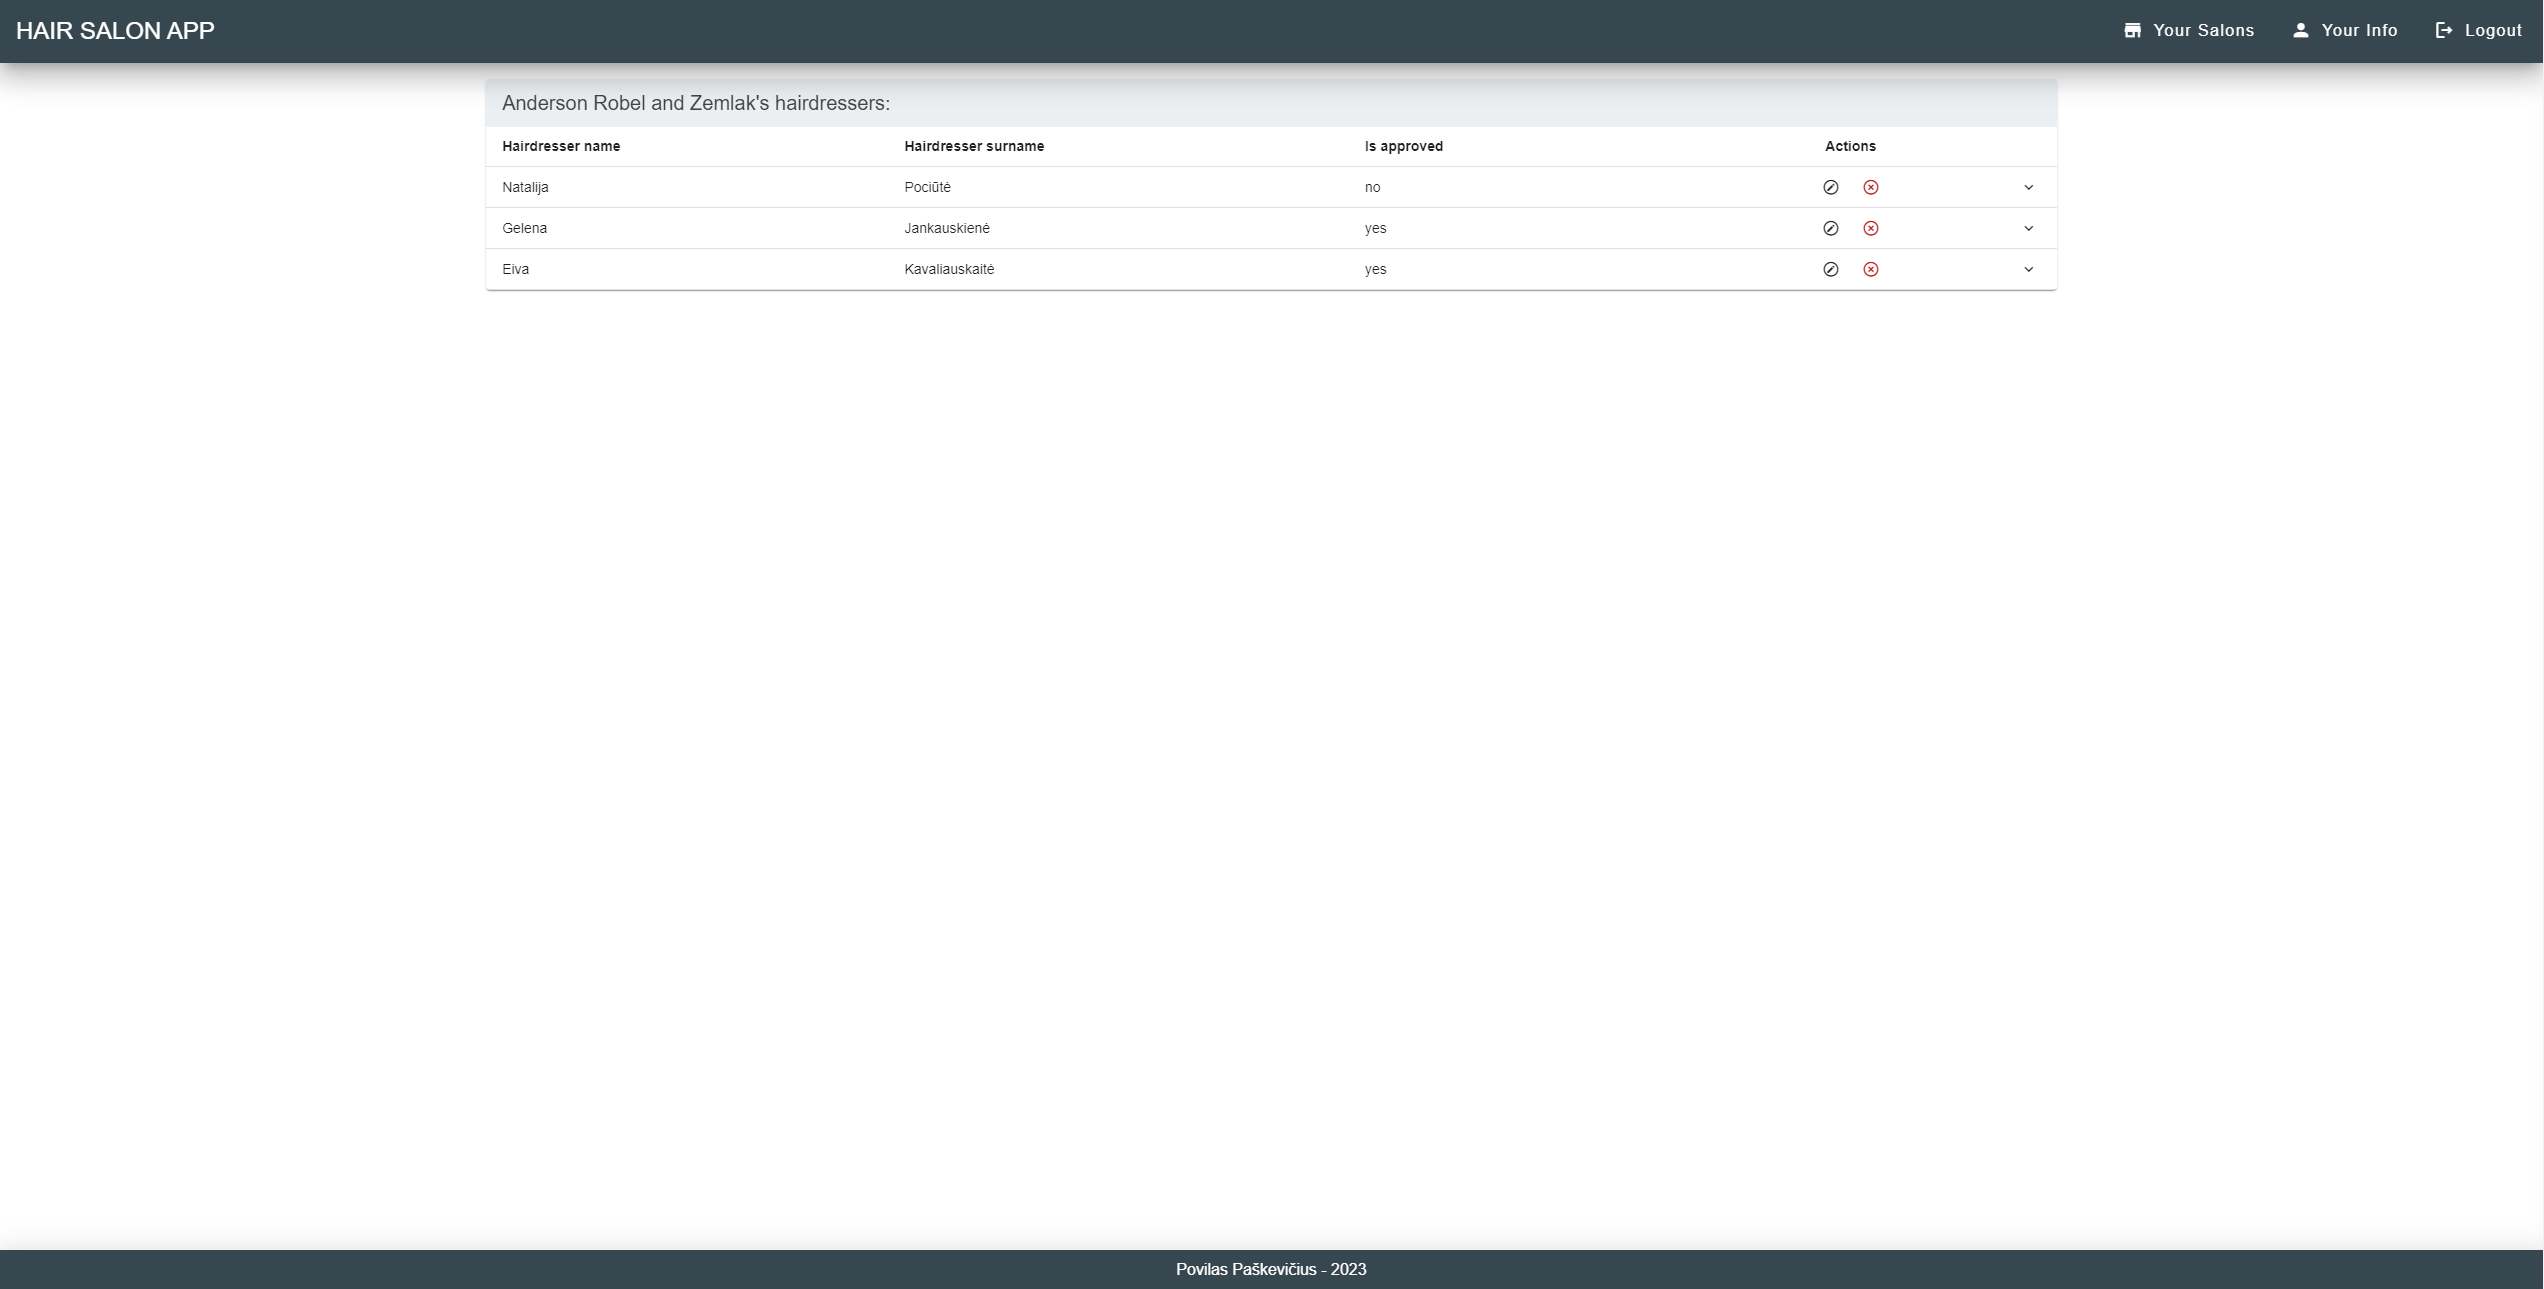 HAIR SALON APP
Your Salons Your Info Logout
Anderson Robel and Zemlak's hairdressers:
Hairdresser name Hairdresser surname Is approved Actions
Natalija Pociūtė no
Gelena Jankauskienė yes
Eiva Kavaliauskaitė yes
Povilas Paškevičius - 2023